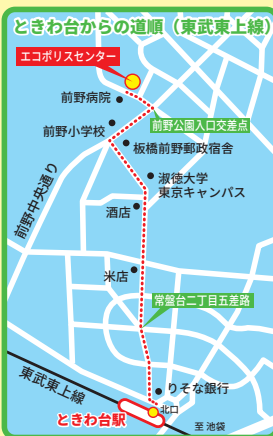 ときわ台からの道順（東武東上線）
エコポリスセンター
前野病院
前野公園入口交差点
前野小学校
板橋前野郵政宿舎
前野中央通り
淑徳大学
東京キャンパス
酒店
米店
常盤台二丁目五差路
東武東上線
りそな銀行
北口
ときわ台駅
至 池袋